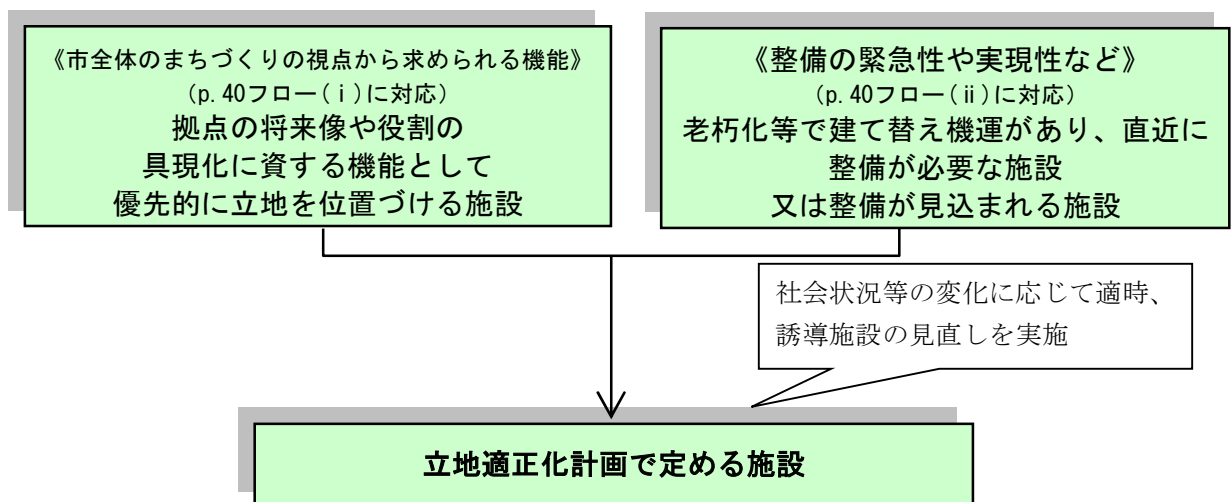 《市全体のまちづくりの視点から求められる機能》
(p.40フロー(ⅰ)に対応)
拠点の将来像や役割の
具現化に資する機能として
優先的に立地を位置づける施設
《整備の緊急性や実現性など》
(p.40フロー(ⅱ)に対応)
老朽化等で建て替え機運があり、直近に
整備が必要な施設
又は整備が見込まれる施設
社会状況等の変化に応じて適時、
誘導施設の見直しを実施
立地適正化計画で定める施設